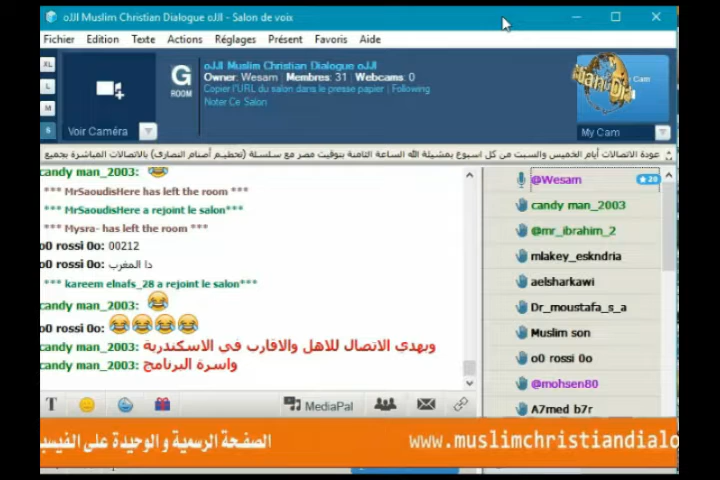 oJJl Muslim Christian Dialogue oJJl - Salon de voix
Fichier Edition Texte Actions Réglages Présent Favoris Aide
XL
L
M
S
Voir Caméra
G
ROOM
oJJl Muslim Christian Dialogue oJJl
Owner: Wesam | Membres: 31 | Webcams: 0
Copier l'URL du salon dans le presse papier | Following
Noter Ce Salon
My Cam
عودة الاتصالات أيام الخميس والسبت من كل اسبوع بمشيئة الله الساعة الثامنة بتوقيت مصر مع سلسلة (تحطيم أصنام النصارى) بالاتصالات المباشرة بجميع
candy man_2003:
*** MrSaoudisHere has left the room ***
*** MrSaoudisHere a rejoint le salon***
*** Mysra- has left the room ***
o0 rossi 0o: 00212
o0 rossi 0o: دا المغرب
*** kareem elnafs_28 a rejoint le salon***
candy man_2003:
o0 rossi 0o:
candy man_2003: ويهدى الاتصال للاهل والاقارب فى الاسكندرية
candy man_2003: واسرة البرنامج
@Wesam 20
candy man_2003
@mr_ibrahim_2
mlakey_eskndria
aelsharkawi
Dr_moustafa_s_a
Muslim son
o0 rossi 0o
@mohsen80
A7med b7r
T MediaPal
الصفحة الرسمية و الوحيدة على الفيسب
www.muslimchristiandialo